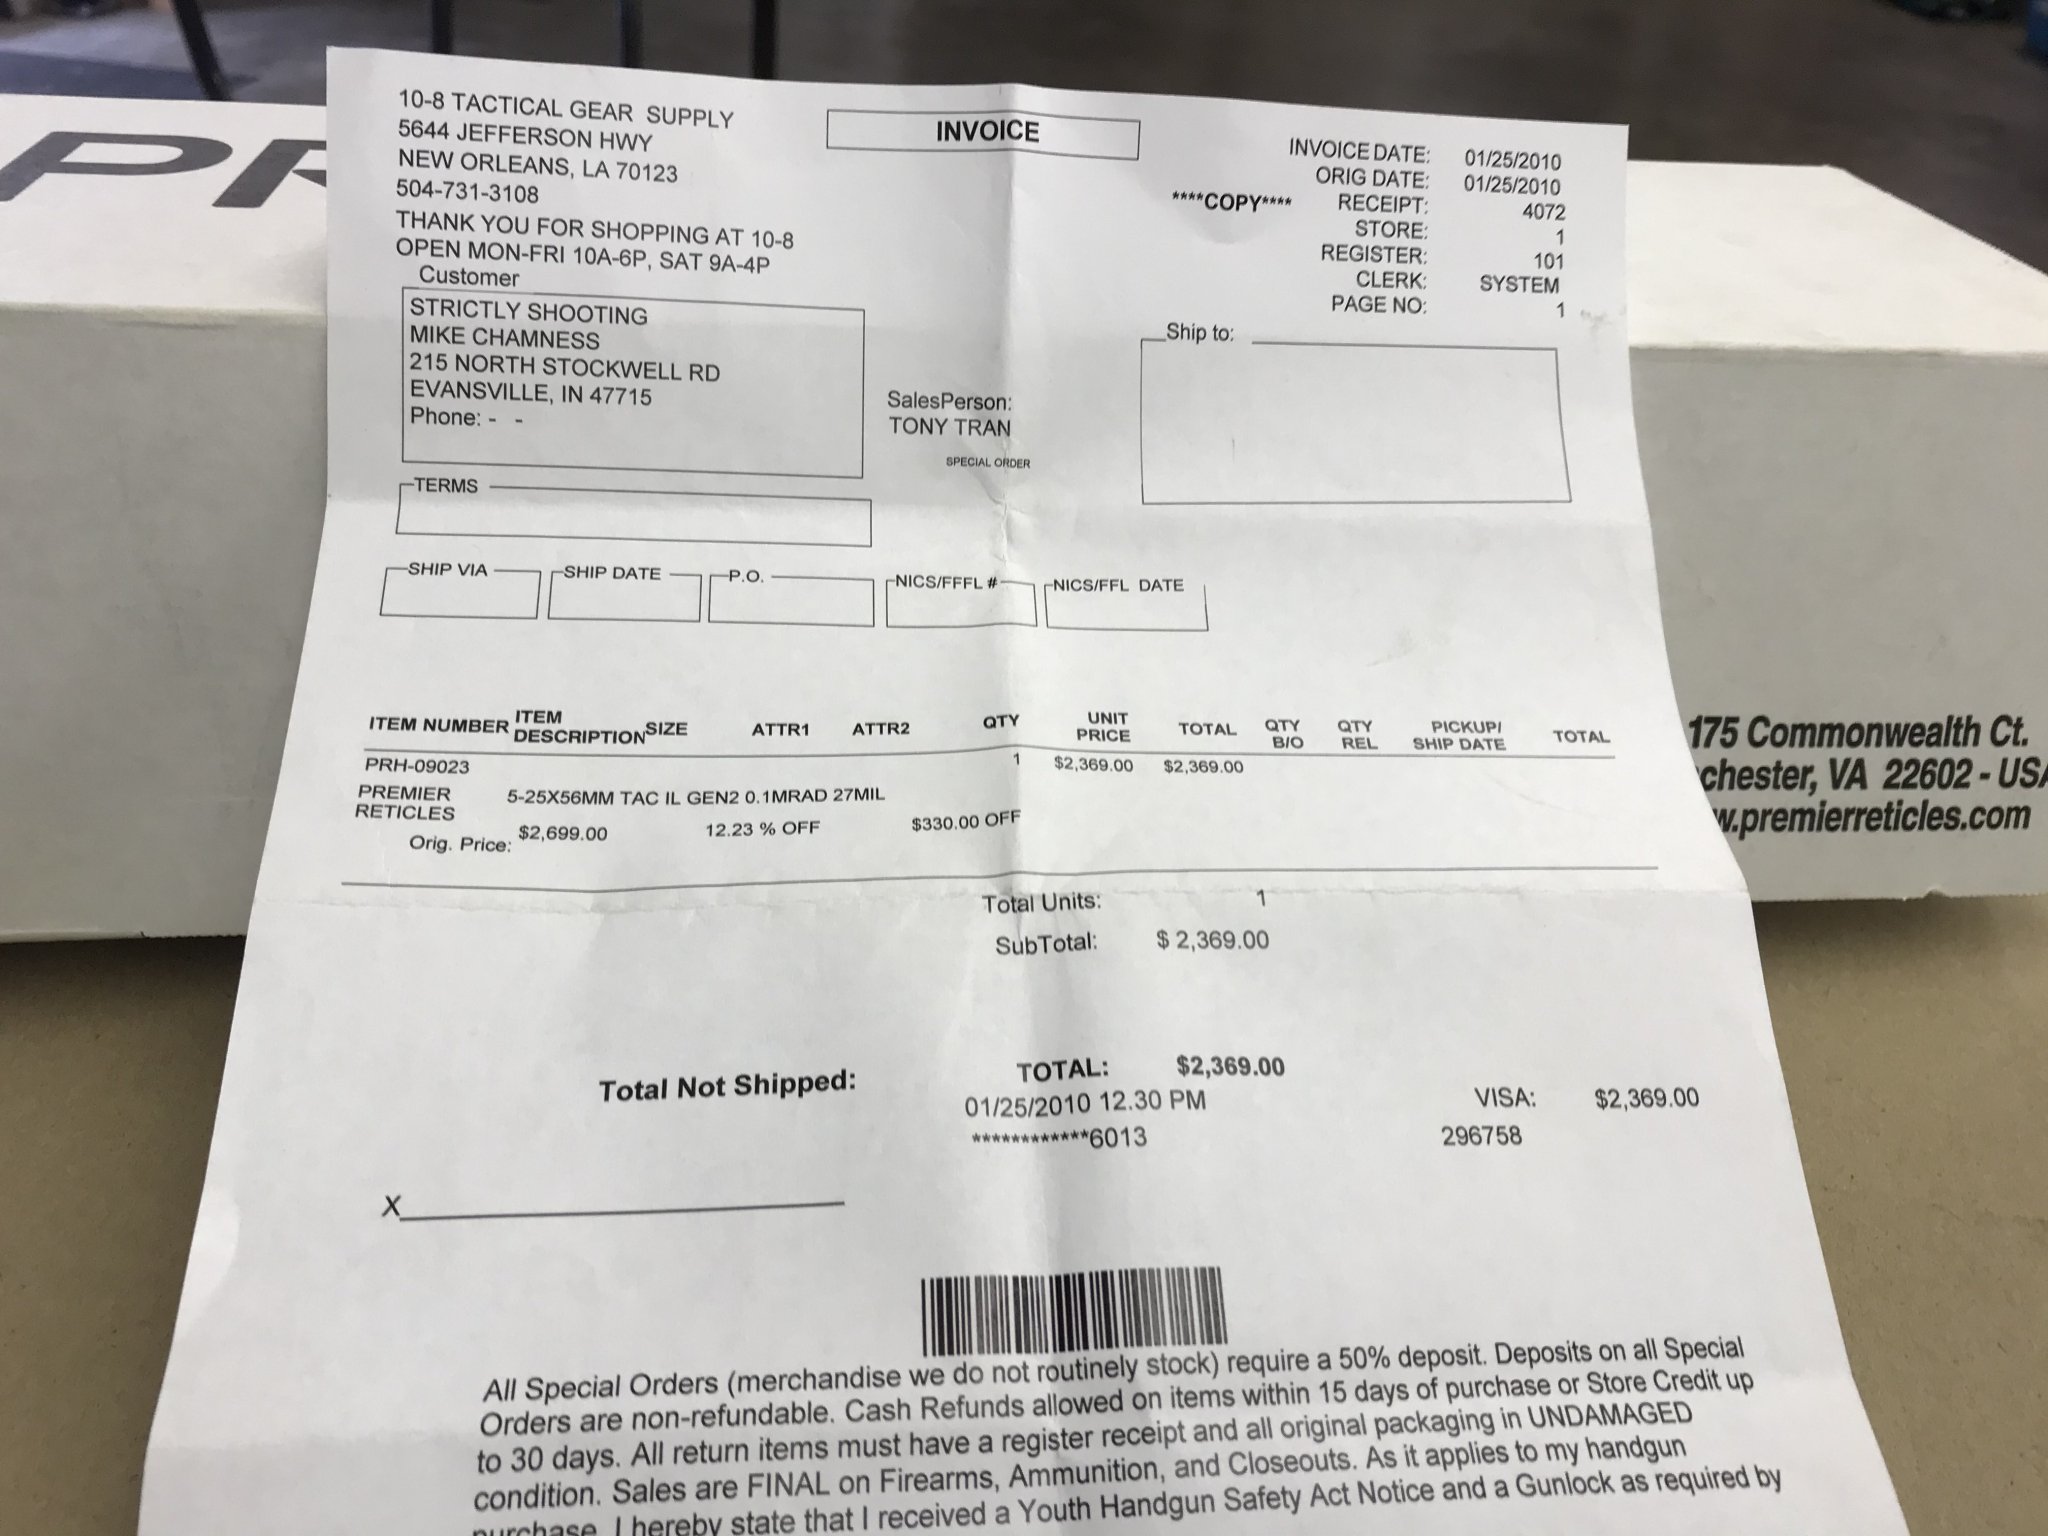 10-8 TACTICAL GEAR SUPPLY
5644 JEFFERSON HWY
NEW ORLEANS, LA 70123
504-731-3108
THANK YOU FOR SHOPPING AT 10-8
OPEN MON-FRI 10A-6P, SAT 9A-4P
INVOICE
****COPY****
INVOICE DATE: 01/25/2010
ORIG DATE: 01/25/2010
RECEIPT: 4072
STORE: 1
REGISTER: 101
CLERK: SYSTEM
PAGE NO: 1
Customer
STRICTLY SHOOTING
MIKE CHAMNESS
215 NORTH STOCKWELL RD
EVANSVILLE, IN 47715
Phone: - -
SalesPerson:
TONY TRAN
SPECIAL ORDER
Ship to:
TERMS
SHIP VIA SHIP DATE P.O. NICS/FFFL # NICS/FFL DATE
ITEM NUMBER ITEM DESCRIPTION SIZE ATTR1 ATTR2 QTY UNIT PRICE TOTAL QTY B/O QTY REL PICKUP/ SHIP DATE TOTAL
PRH-09023 1 $2,369.00 $2,369.00
PREMIER RETICLES 5-25X56MM TAC IL GEN2 0.1MRAD 27MIL
Orig. Price: $2,699.00 12.23 % OFF $330.00 OFF
Total Units: 1
SubTotal: $ 2,369.00
Total Not Shipped:
TOTAL: $2,369.00
01/25/2010 12.30 PM VISA: $2,369.00
************6013 296758
X
All Special Orders (merchandise we do not routinely stock) require a 50% deposit. Deposits on all Special
Orders are non-refundable. Cash Refunds allowed on items within 15 days of purchase or Store Credit up
to 30 days. All return items must have a register receipt and all original packaging in UNDAMAGED
condition. Sales are FINAL on Firearms, Ammunition, and Closeouts. As it applies to my handgun
purchase, I hereby state that I received a Youth Handgun Safety Act Notice and a Gunlock as required by
PR
175 Commonwealth Ct.
chester, VA 22602 - USA
w.premierreticles.com